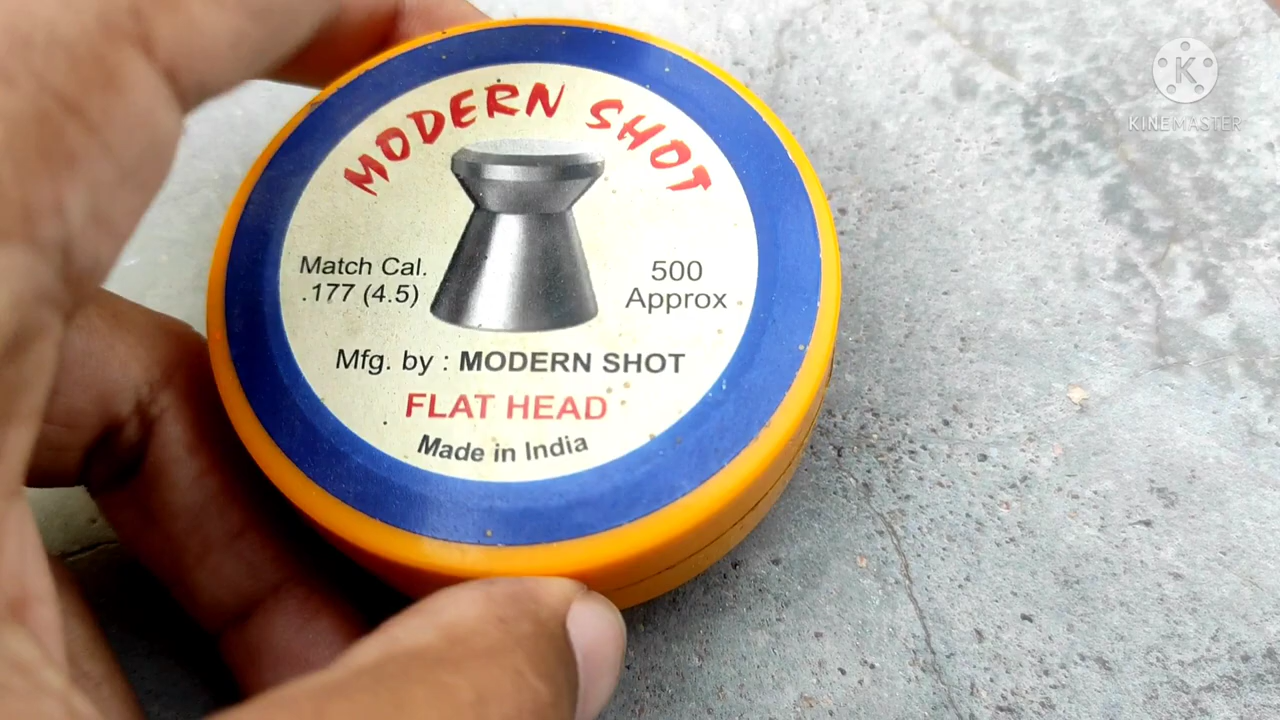 MODERN SHOT
Match Cal.
.177 (4.5)
500
Approx
Mfg. by : MODERN SHOT
FLAT HEAD
Made in India
K
KINEMASTER